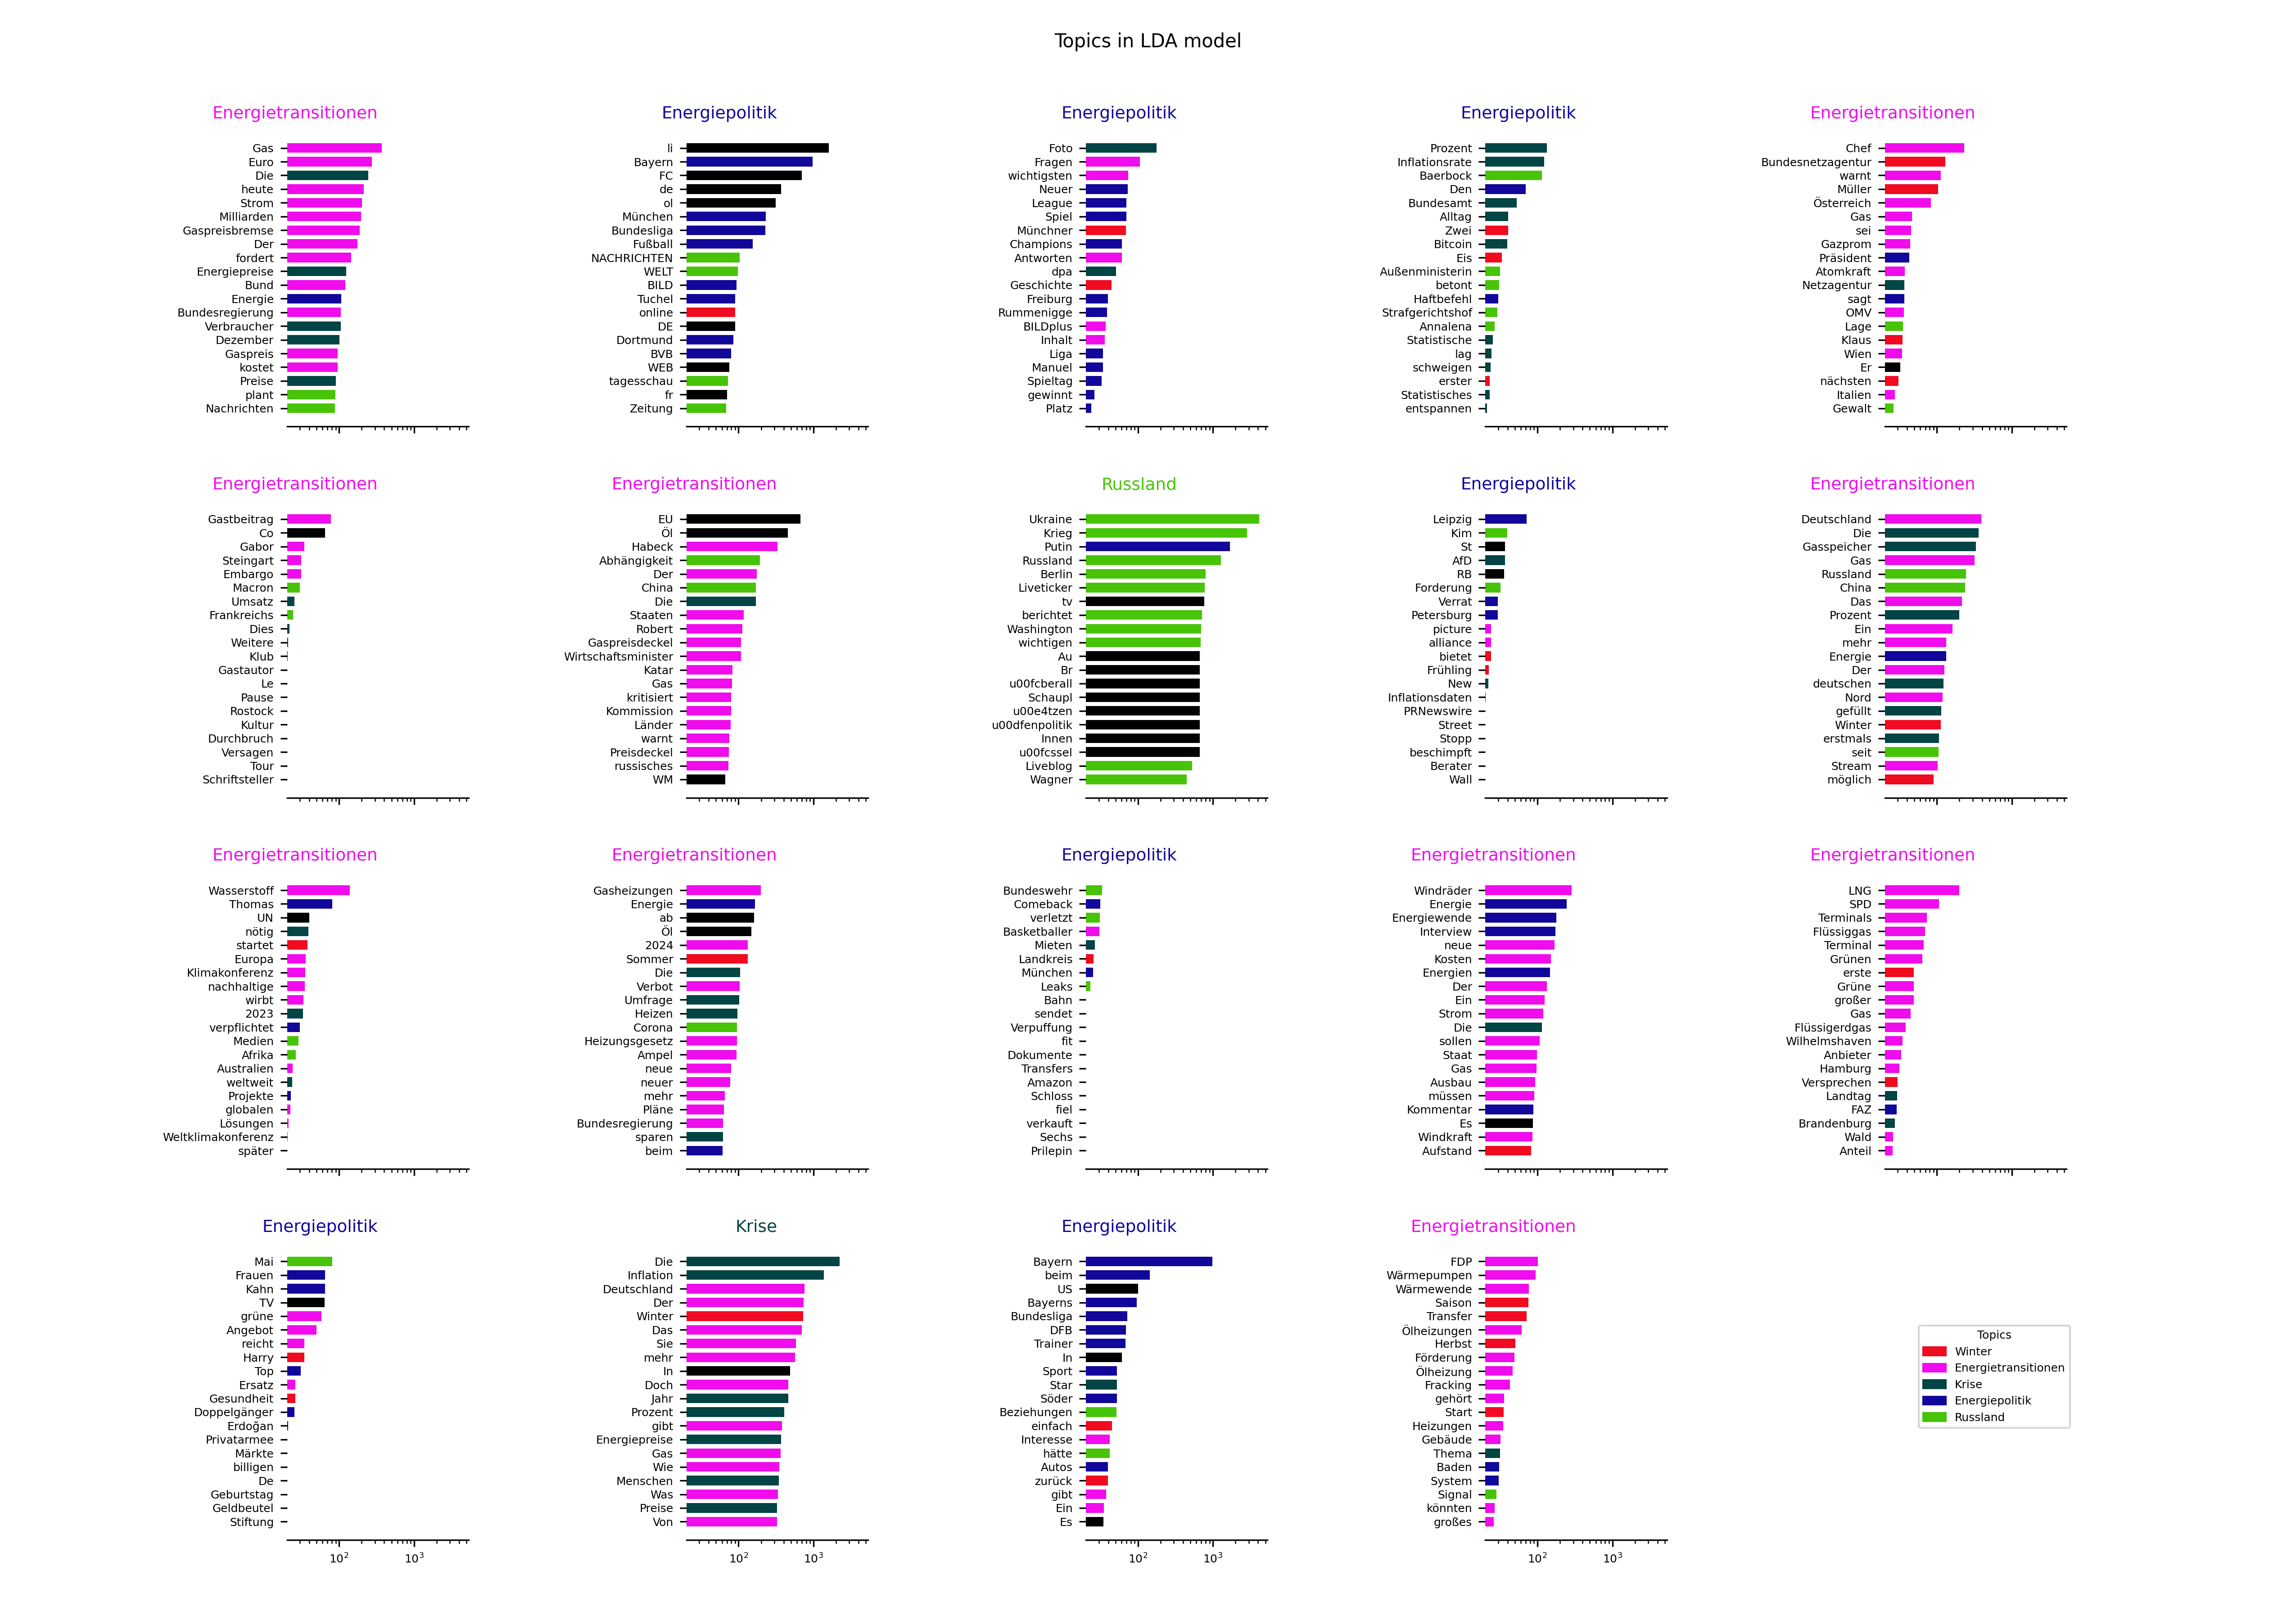 Topics in LDA model
Energietransitionen
Gas
Euro
Die
heute
Strom
Milliarden
Gaspreisbremse
Der
fordert
Energiepreise
Bund
Energie
Bundesregierung
Verbraucher
Dezember
Gaspreis
kostet
Preise
plant
Nachrichten
Energiepolitik
li
Bayern
FC
de
ol
München
Bundesliga
Fußball
NACHRICHTEN
WELT
BILD
Tuchel
online
DE
Dortmund
BVB
WEB
tagesschau
fr
Zeitung
Energiepolitik
Foto
Fragen
wichtigsten
Neuer
League
Spiel
Münchner
Champions
Antworten
dpa
Geschichte
Freiburg
Rummenigge
BILDplus
Inhalt
Liga
Manuel
Spieltag
gewinnt
Platz
Energiepolitik
Prozent
Inflationsrate
Baerbock
Den
Bundesamt
Alltag
Zwei
Bitcoin
Eis
Außenministerin
betont
Haftbefehl
Strafgerichtshof
Annalena
Statistische
lag
schweigen
erster
Statistisches
entspannen
Energietransitionen
Chef
Bundesnetzagentur
warnt
Müller
Österreich
Gas
sei
Gazprom
Präsident
Atomkraft
Netzagentur
sagt
OMV
Lage
Klaus
Wien
Er
nächsten
Italien
Gewalt
Energietransitionen
Gastbeitrag
Co
Gabor
Steingart
Embargo
Macron
Umsatz
Frankreichs
Dies
Weitere
Klub
Gastautor
Le
Pause
Rostock
Kultur
Durchbruch
Versagen
Tour
Schriftsteller
Energietransitionen
EU
Öl
Habeck
Abhängigkeit
Der
China
Die
Staaten
Robert
Gaspreisdeckel
Wirtschaftsminister
Katar
Gas
kritisiert
Kommission
Länder
warnt
Preisdeckel
russisches
WM
Russland
Ukraine
Krieg
Putin
Russland
Berlin
Liveticker
tv
berichtet
Washington
wichtigen
Au
Br
u00fcberall
Schaupl
u00e4tzen
u00dfenpolitik
Innen
u00fcssel
Liveblog
Wagner
Energiepolitik
Leipzig
Kim
St
AfD
RB
Forderung
Verrat
Petersburg
picture
alliance
bietet
Frühling
New
Inflationsdaten
PRNewswire
Street
Stopp
beschimpft
Berater
Wall
Energietransitionen
Deutschland
Die
Gasspeicher
Gas
Russland
China
Das
Prozent
Ein
mehr
Energie
Der
deutschen
Nord
gefüllt
Winter
erstmals
seit
Stream
möglich
Energietransitionen
Wasserstoff
Thomas
UN
nötig
startet
Europa
Klimakonferenz
nachhaltige
wirbt
2023
verpflichtet
Medien
Afrika
Australien
weltweit
Projekte
globalen
Lösungen
Weltklimakonferenz
später
Energietransitionen
Gasheizungen
Energie
ab
Öl
2024
Sommer
Die
Verbot
Umfrage
Heizen
Corona
Heizungsgesetz
Ampel
neue
neuer
mehr
Pläne
Bundesregierung
sparen
beim
Energiepolitik
Bundeswehr
Comeback
verletzt
Basketballer
Mieten
Landkreis
München
Leaks
Bahn
sendet
Verpuffung
fit
Dokumente
Transfers
Amazon
Schloss
fiel
verkauft
Sechs
Prilepin
Energietransitionen
Windräder
Energie
Energiewende
Interview
neue
Kosten
Energien
Der
Ein
Strom
Die
sollen
Staat
Gas
Ausbau
müssen
Kommentar
Es
Windkraft
Aufstand
Energietransitionen
LNG
SPD
Terminals
Flüssiggas
Terminal
Grünen
erste
Grüne
großer
Gas
Flüssigerdgas
Wilhelmshaven
Anbieter
Hamburg
Versprechen
Landtag
FAZ
Brandenburg
Wald
Anteil
Energiepolitik
Mai
Frauen
Kahn
TV
grüne
Angebot
reicht
Harry
Top
Ersatz
Gesundheit
Doppelgänger
Erdoğan
Privatarmee
Märkte
billigen
De
Geburtstag
Geldbeutel
Stiftung
10² 10³
Krise
Die
Inflation
Deutschland
Der
Winter
Das
Sie
mehr
In
Doch
Jahr
Prozent
gibt
Energiepreise
Gas
Wie
Menschen
Was
Preise
Von
10² 10³
Energiepolitik
Bayern
beim
US
Bayerns
Bundesliga
DFB
Trainer
In
Sport
Star
Söder
Beziehungen
einfach
Interesse
hätte
Autos
zurück
gibt
Ein
Es
10² 10³
Energietransitionen
FDP
Wärmepumpen
Wärmewende
Saison
Transfer
Ölheizungen
Herbst
Förderung
Ölheizung
Fracking
gehört
Start
Heizungen
Gebäude
Thema
Baden
System
Signal
könnten
großes
10² 10³
Topics
Winter
Energietransitionen
Krise
Energiepolitik
Russland